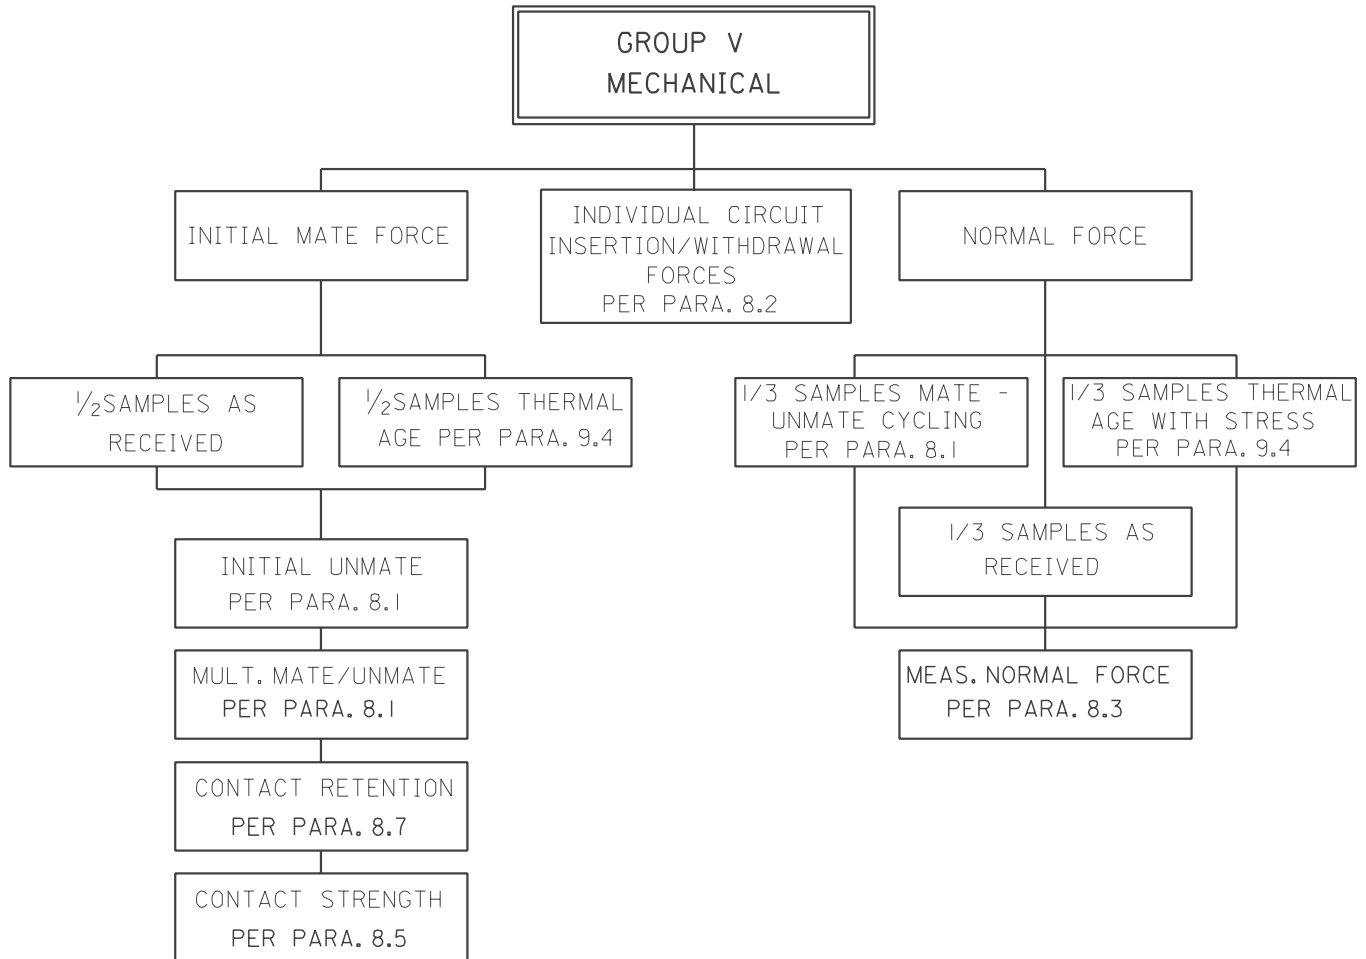 GROUP V
MECHANICAL
INITIAL MATE FORCE
INDIVIDUAL CIRCUIT
INSERTION/WITHDRAWAL
FORCES
PER PARA. 8.2
NORMAL FORCE
1/2 SAMPLES AS
RECEIVED
1/2 SAMPLES THERMAL
AGE PER PARA. 9.4
1/3 SAMPLES MATE -
UNMATE CYCLING
PER PARA. 8.1
1/3 SAMPLES THERMAL
AGE WITH STRESS
PER PARA. 9.4
1/3 SAMPLES AS
RECEIVED
INITIAL UNMATE
PER PARA. 8.1
MULT. MATE/UNMATE
PER PARA. 8.1
MEAS. NORMAL FORCE
PER PARA. 8.3
CONTACT RETENTION
PER PARA. 8.7
CONTACT STRENGTH
PER PARA. 8.5